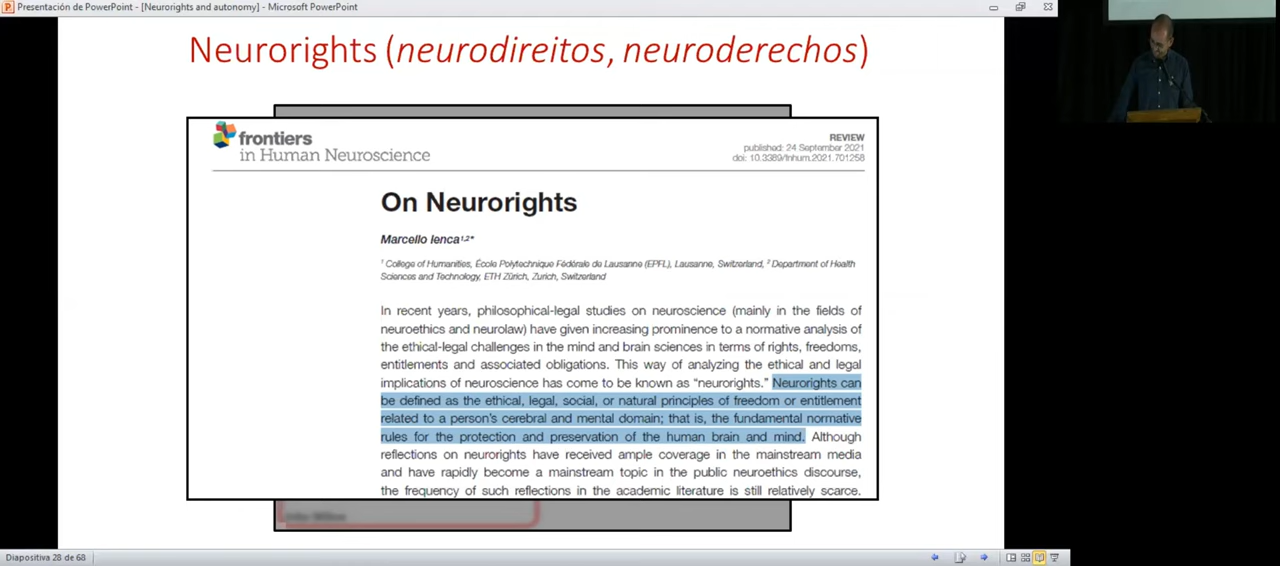 Presentación de PowerPoint - [Neurorights and autonomy] - Microsoft PowerPoint
Neurorights (neurodireitos, neuroderechos)
frontiers
in Human Neuroscience
REVIEW
published: 24 September 2021
doi: 10.3389/fnhum.2021.701258
On Neurorights
Marcello Ienca1,2*
1 College of Humanities, École Polytechnique Fédérale de Lausanne (EPFL), Lausanne, Switzerland, 2 Department of Health
Sciences and Technology, ETH Zürich, Zurich, Switzerland
In recent years, philosophical-legal studies on neuroscience (mainly in the fields of
neuroethics and neurolaw) have given increasing prominence to a normative analysis of
the ethical-legal challenges in the mind and brain sciences in terms of rights, freedoms,
entitlements and associated obligations. This way of analyzing the ethical and legal
implications of neuroscience has come to be known as “neurorights.” Neurorights can
be defined as the ethical, legal, social, or natural principles of freedom or entitlement
related to a person’s cerebral and mental domain; that is, the fundamental normative
rules for the protection and preservation of the human brain and mind. Although
reflections on neurorights have received ample coverage in the mainstream media
and have rapidly become a mainstream topic in the public neuroethics discourse,
the frequency of such reflections in the academic literature is still relatively scarce.
Diapositiva 28 de 68